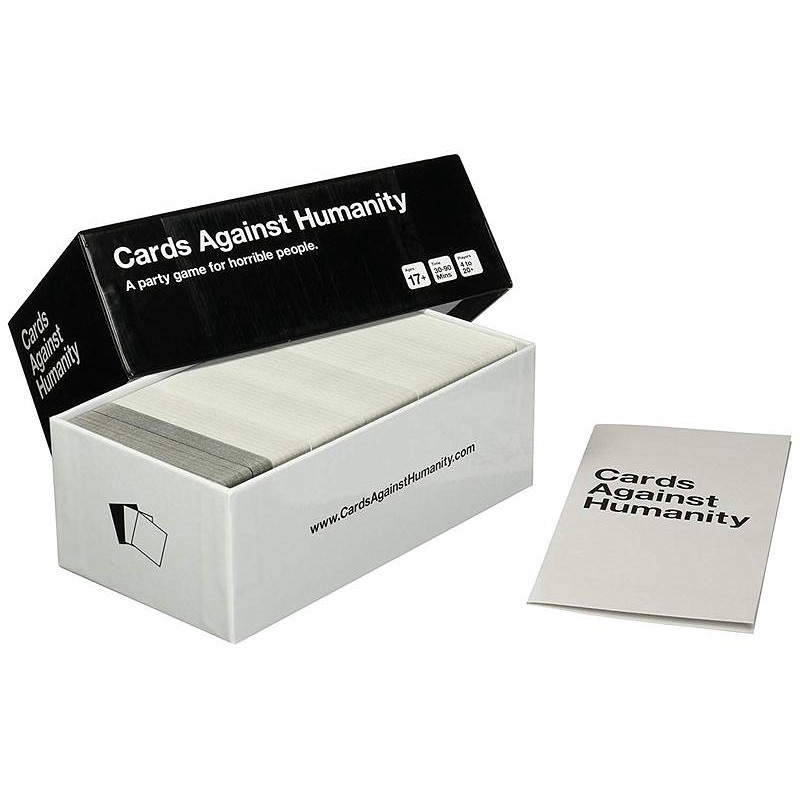 Cards Against Humanity
A party game for horrible people.
Ages
17+
Time
30-90
Mins
Players
4 to
20+
Cards
Against
Humanity
www.CardsAgainstHumanity.com
Cards
Against
Humanity